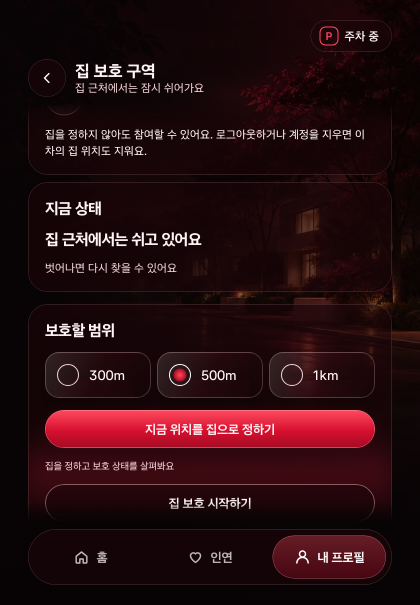 P 주차 중
집 보호 구역
집 근처에서는 잠시 쉬어가요
집을 정하지 않아도 참여할 수 있어요. 로그아웃하거나 계정을 지우면 이
차의 집 위치도 지워요.
지금 상태
집 근처에서는 쉬고 있어요
벗어나면 다시 찾을 수 있어요
보호할 범위
300m 500m 1km
지금 위치를 집으로 정하기
집을 정하고 보호 상태를 살펴봐요
집 보호 시작하기
홈 인연 내 프로필